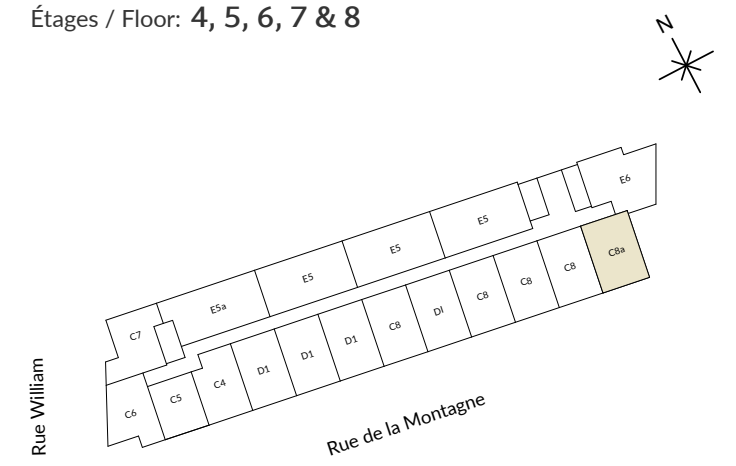 Étages / Floor: 4, 5, 6, 7 & 8
N
E6
E5
C8a
E5
C8
E5
C8
E5a
C8
C7
Dl
C8
D1
D1
D1
C4
C5
C6
Rue William
Rue de la Montagne